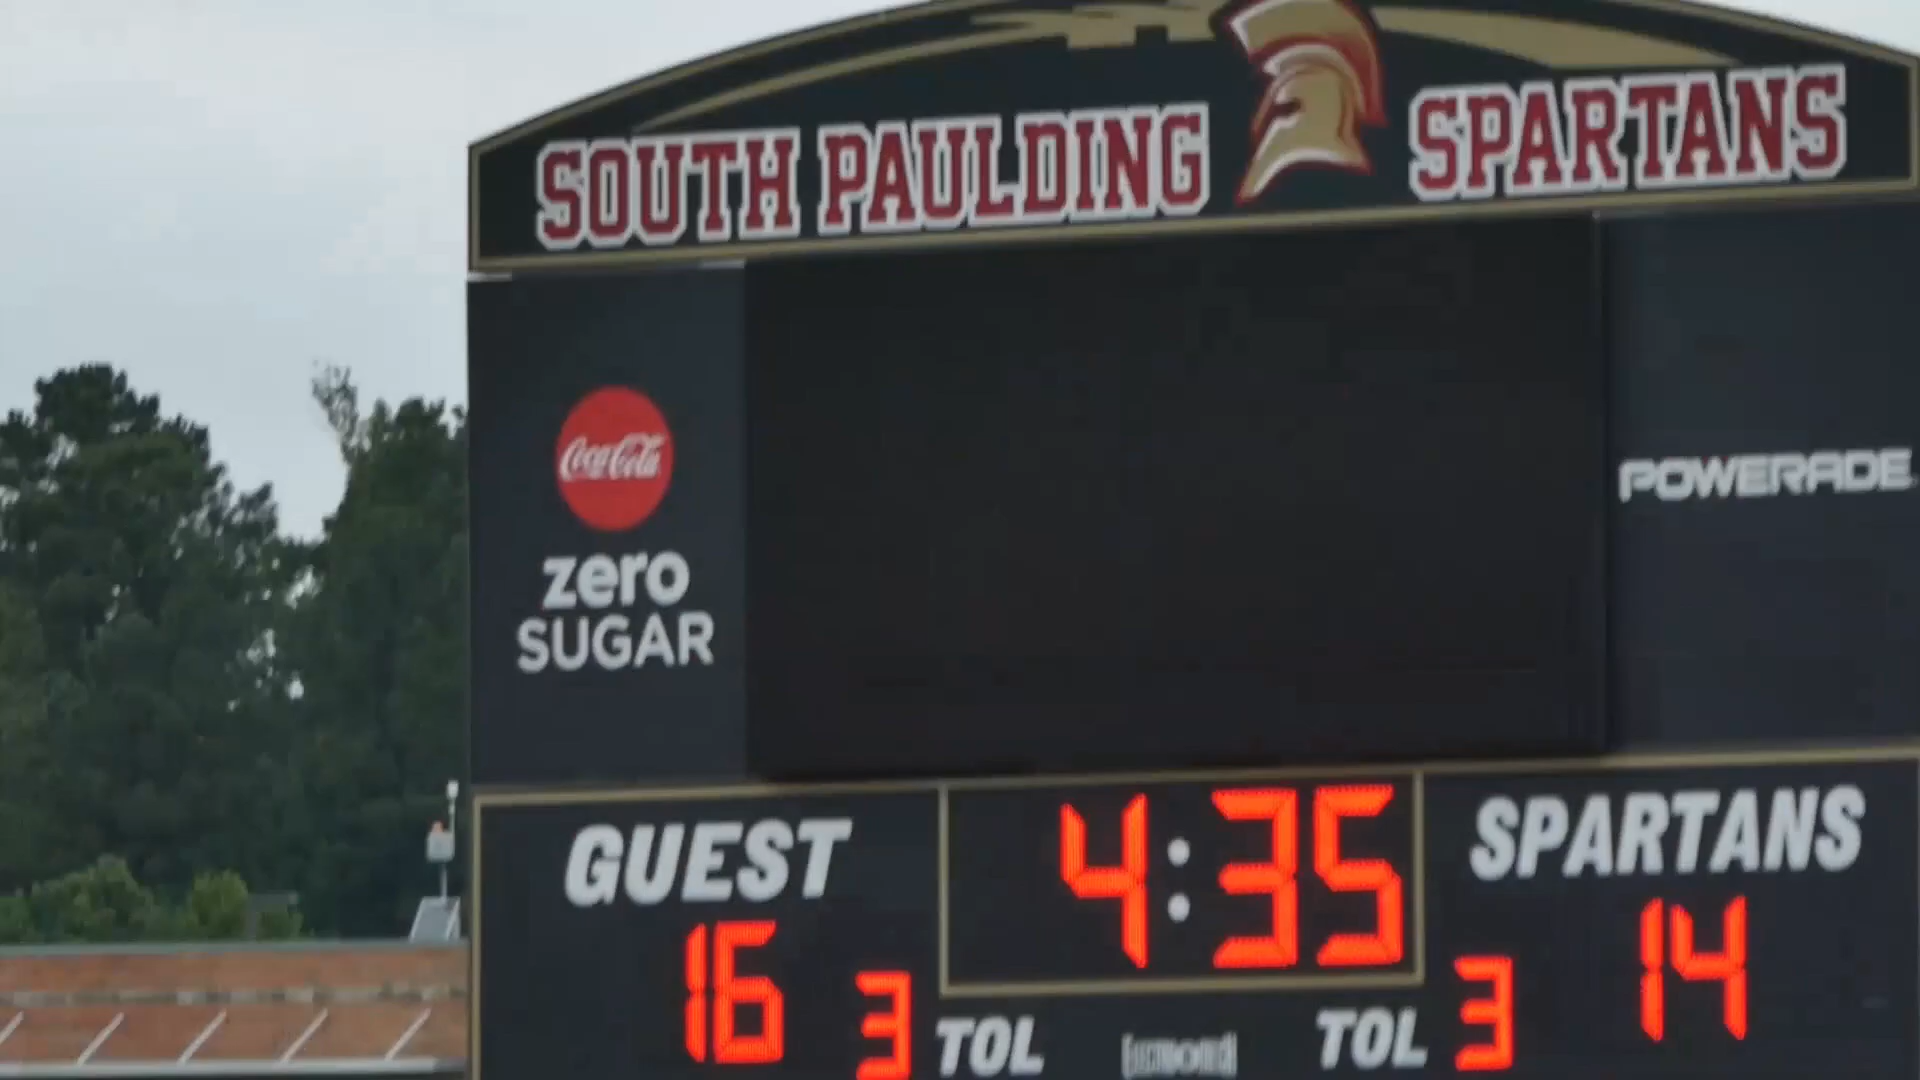 SOUTH PAULDING SPARTANS
Coca-Cola
zero
SUGAR
POWERADE
GUEST
4:35
SPARTANS
16
3
TOL
TOL
3
14